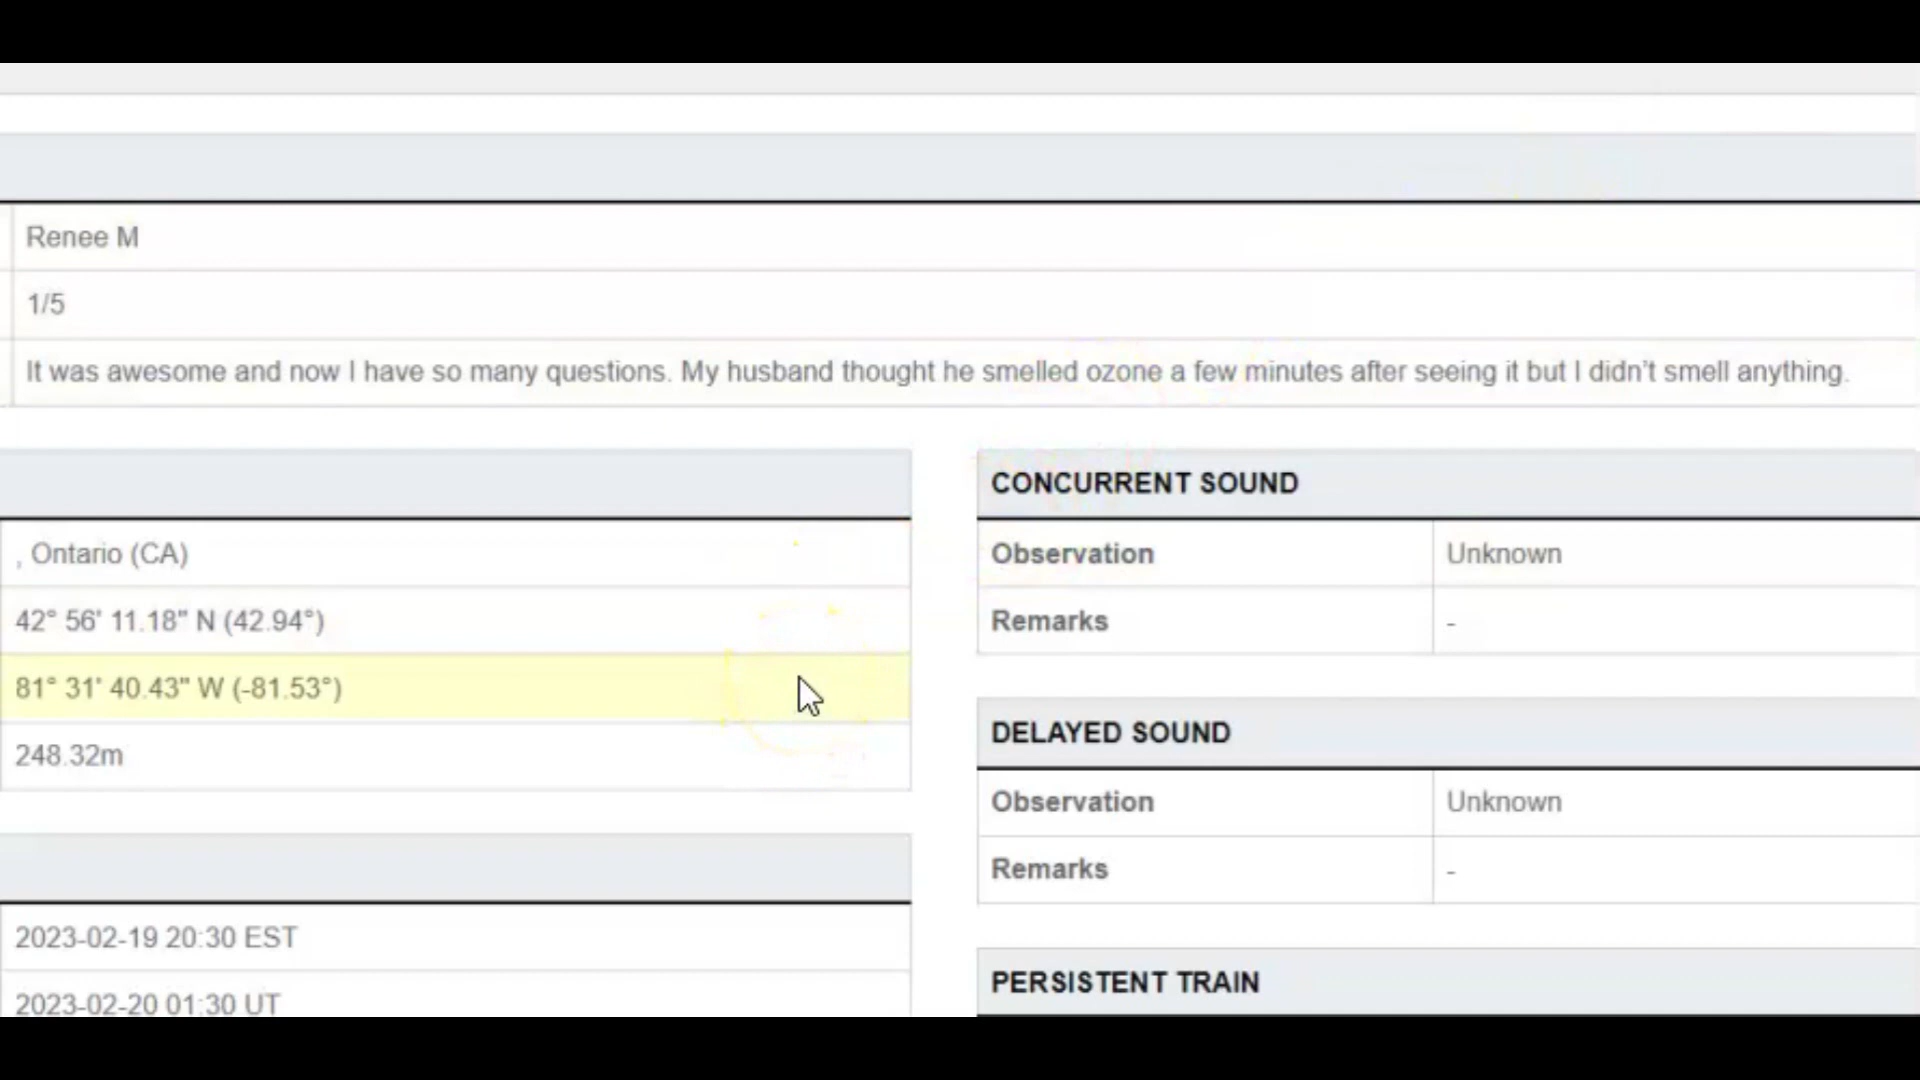 Renee M
1/5
It was awesome and now I have so many questions. My husband thought he smelled ozone a few minutes after seeing it but I didn't smell anything.
, Ontario (CA)
42° 56' 11.18" N (42.94°)
81° 31' 40.43" W (-81.53°)
248.32m
2023-02-19 20:30 EST
2023-02-20 01:30 UT
CONCURRENT SOUND
Observation Unknown
Remarks -
DELAYED SOUND
Observation Unknown
Remarks -
PERSISTENT TRAIN